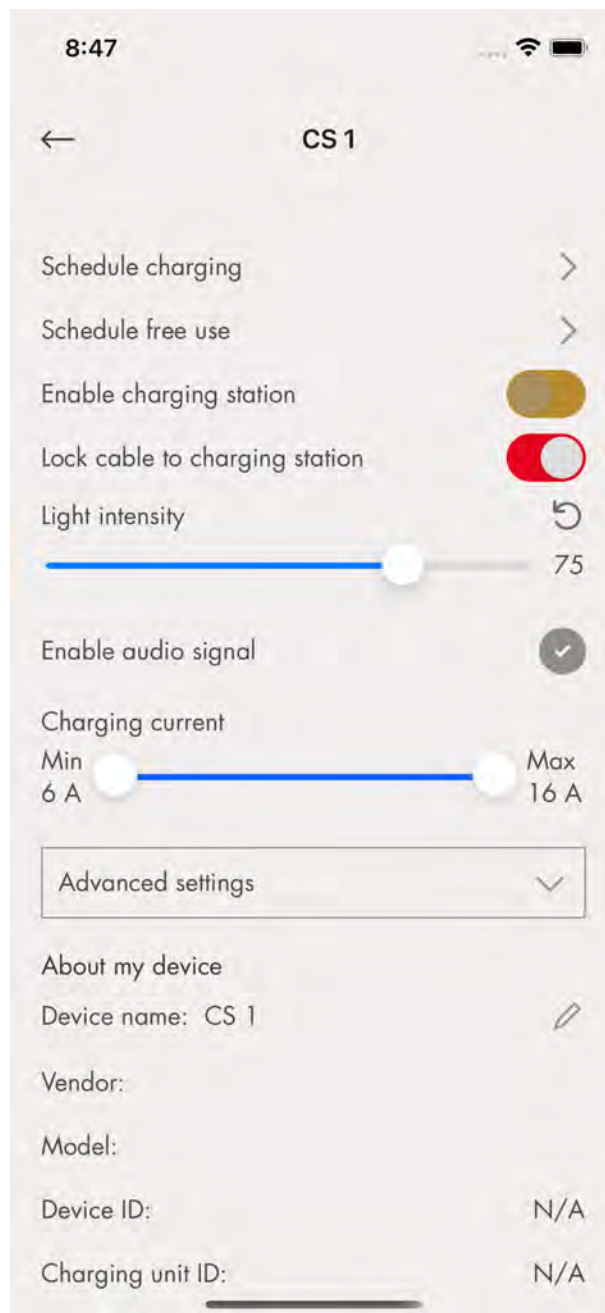 8:47
CS 1
Schedule charging
Schedule free use
Enable charging station
Lock cable to charging station
Light intensity
75
Enable audio signal
Charging current
Min Max
6 A 16 A
Advanced settings
About my device
Device name: CS 1
Vendor:
Model:
Device ID: N/A
Charging unit ID: N/A